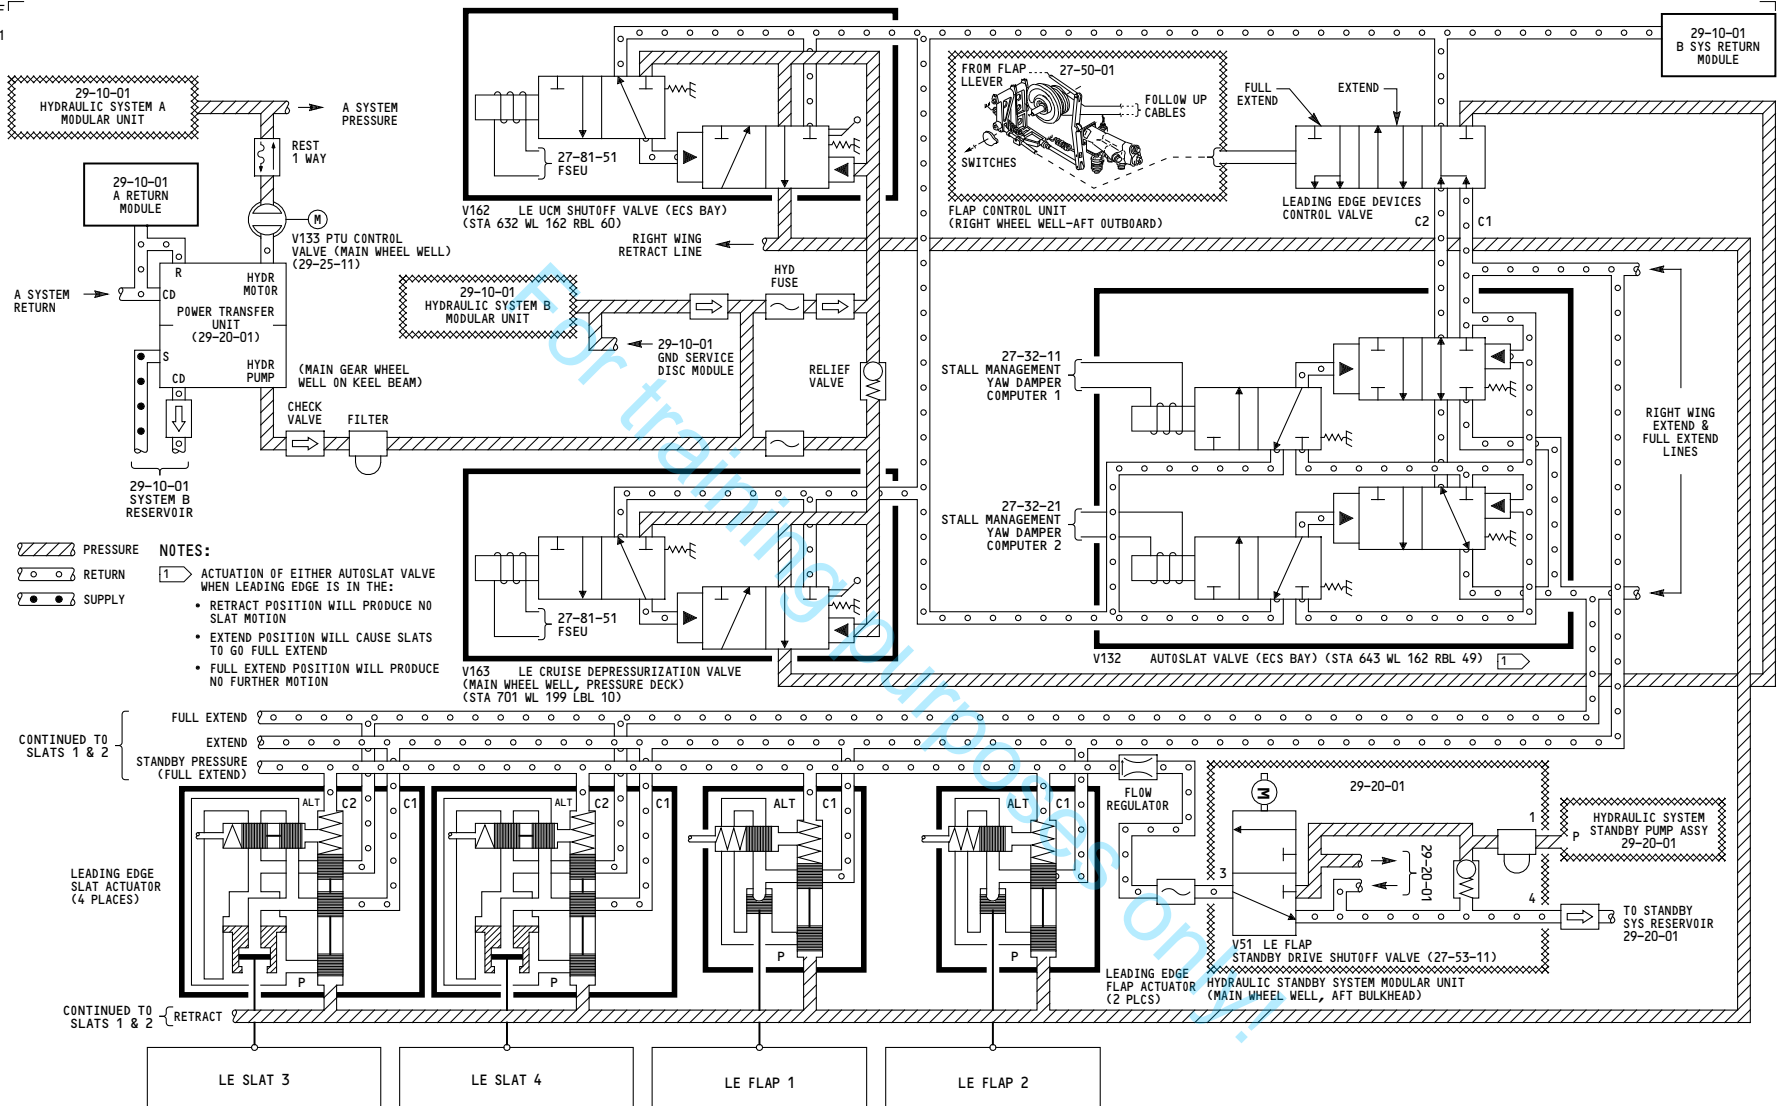 F
1
29-10-01
HYDRAULIC SYSTEM A
MODULAR UNIT
A SYSTEM
PRESSURE
REST
1 WAY
29-10-01
A RETURN
MODULE
M
V133 PTU CONTROL
VALVE (MAIN WHEEL WELL)
(29-25-11)
R
HYDR
MOTOR
CD
A SYSTEM
RETURN
POWER TRANSFER
UNIT
(29-20-01)
S
HYDR
PUMP
CD
(MAIN GEAR WHEEL
WELL ON KEEL BEAM)
CHECK
VALVE
FILTER
29-10-01
SYSTEM B
RESERVOIR
PRESSURE
RETURN
SUPPLY
NOTES:
1 ACTUATION OF EITHER AUTOSLAT VALVE
WHEN LEADING EDGE IS IN THE:
• RETRACT POSITION WILL PRODUCE NO
SLAT MOTION
• EXTEND POSITION WILL CAUSE SLATS
TO GO FULL EXTEND
• FULL EXTEND POSITION WILL PRODUCE
NO FURTHER MOTION
27-81-51
FSEU
V162 LE UCM SHUTOFF VALVE (ECS BAY)
(STA 632 WL 162 RBL 60)
RIGHT WING
RETRACT LINE
29-10-01
HYDRAULIC SYSTEM B
MODULAR UNIT
HYD
FUSE
29-10-01
GND SERVICE
DISC MODULE
RELIEF
VALVE
27-81-51
FSEU
V163 LE CRUISE DEPRESSURIZATION VALVE
(MAIN WHEEL WELL, PRESSURE DECK)
(STA 701 WL 199 LBL 10)
FROM FLAP
LLEVER
27-50-01
FOLLOW UP
CABLES
SWITCHES
FLAP CONTROL UNIT
(RIGHT WHEEL WELL-AFT OUTBOARD)
FULL
EXTEND
EXTEND
LEADING EDGE DEVICES
CONTROL VALVE
C2
C1
29-10-01
B SYS RETURN
MODULE
27-32-11
STALL MANAGEMENT
YAW DAMPER
COMPUTER 1
27-32-21
STALL MANAGEMENT
YAW DAMPER
COMPUTER 2
RIGHT WING
EXTEND &
FULL EXTEND
LINES
V132 AUTOSLAT VALVE (ECS BAY) (STA 643 WL 162 RBL 49) 1
CONTINUED TO
SLATS 1 & 2
FULL EXTEND
EXTEND
STANDBY PRESSURE
(FULL EXTEND)
ALT
C2
C1
ALT
C2
C1
ALT
C1
ALT
C1
LEADING EDGE
SLAT ACTUATOR
(4 PLACES)
P
P
P
P
FLOW
REGULATOR
LEADING EDGE
FLAP ACTUATOR
(2 PLCS)
M
29-20-01
3
1
29-20-01
4
P
HYDRAULIC SYSTEM
STANDBY PUMP ASSY
29-20-01
TO STANDBY
SYS RESERVOIR
29-20-01
V51 LE FLAP
STANDBY DRIVE SHUTOFF VALVE (27-53-11)
HYDRAULIC STANDBY SYSTEM MODULAR UNIT
(MAIN WHEEL WELL, AFT BULKHEAD)
CONTINUED TO
SLATS 1 & 2
RETRACT
LE SLAT 3
LE SLAT 4
LE FLAP 1
LE FLAP 2
For training purposes only!